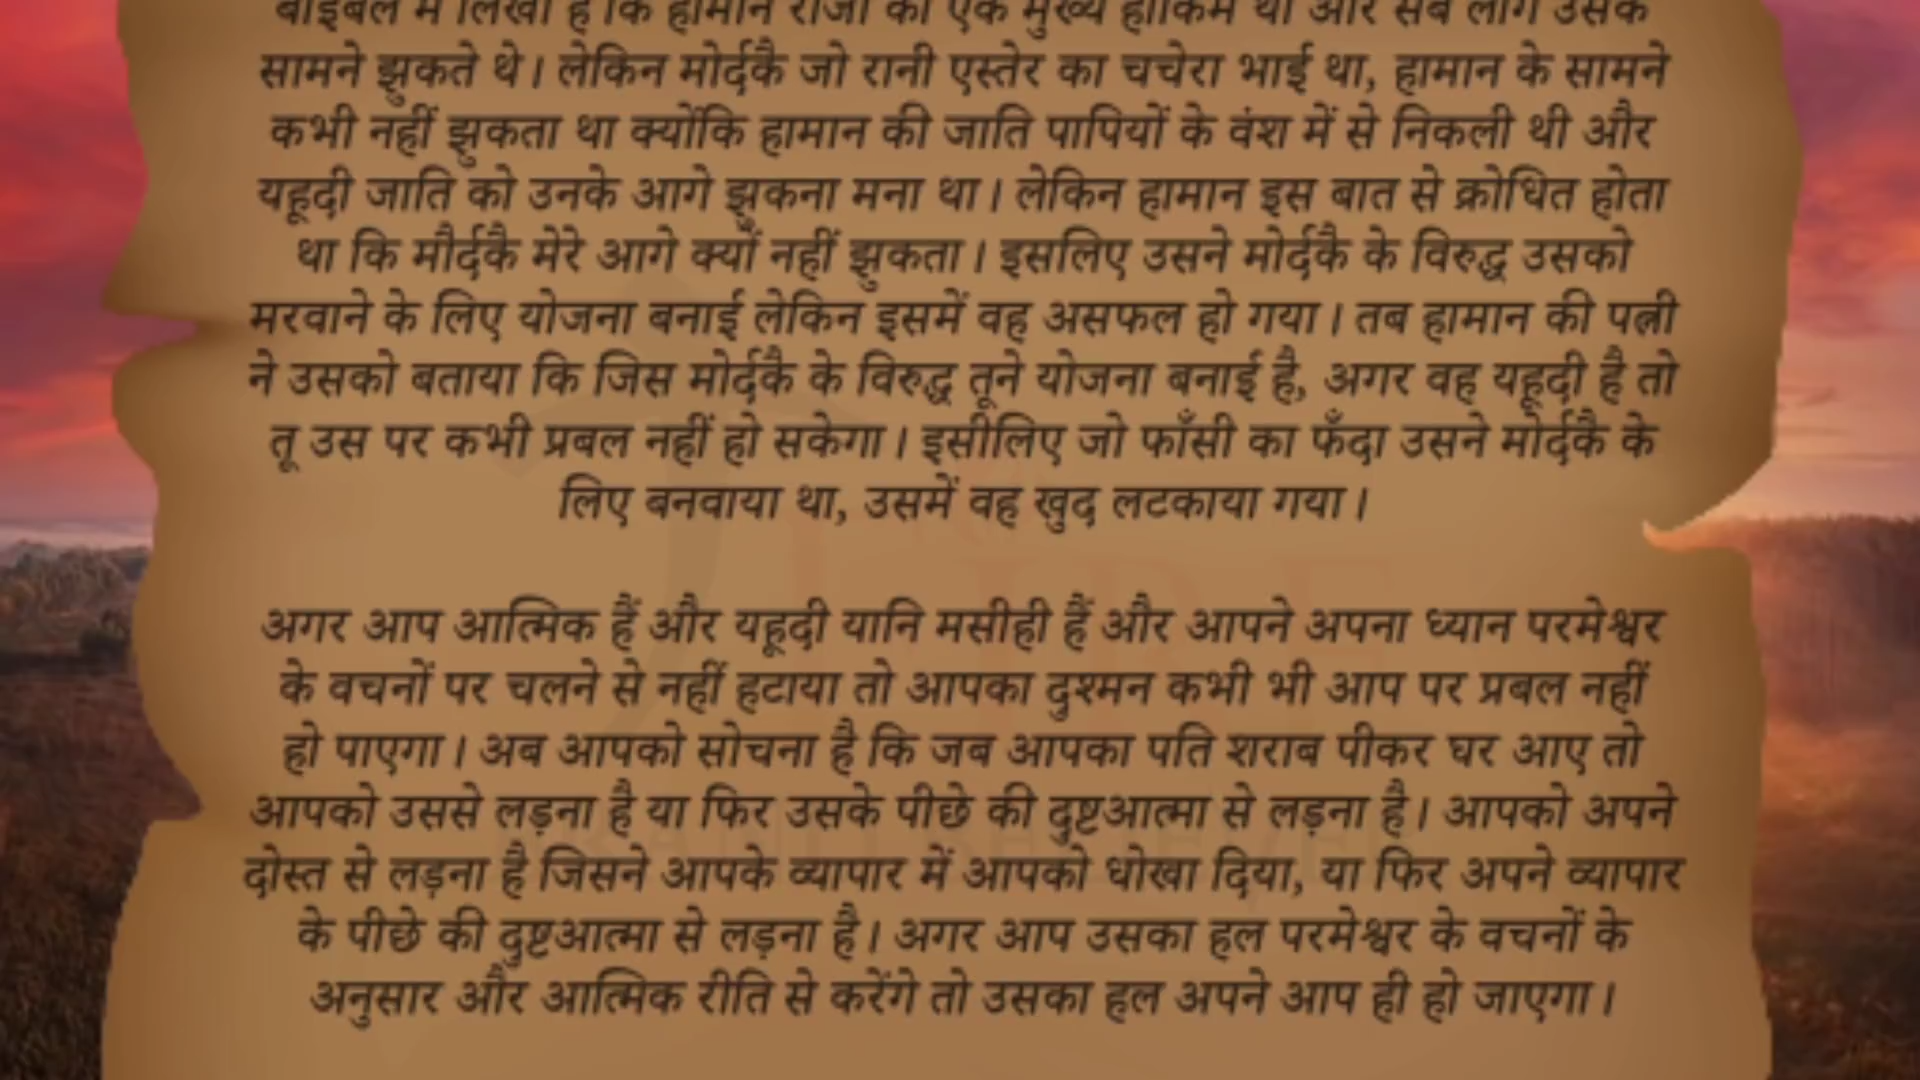 बाइबल में लिखा है कि हामान राजा का एक मुख्य हाकिम था और सब लोग उसके
सामने झुकते थे। लेकिन मोर्दकै जो रानी एस्तेर का चचेरा भाई था, हामान के सामने
कभी नहीं झुकता था क्योंकि हामान की जाति पापियों के वंश में से निकली थी और
यहूदी जाति को उनके आगे झुकना मना था। लेकिन हामान इस बात से क्रोधित होता
था कि मौर्दकै मेरे आगे क्यों नहीं झुकता। इसलिए उसने मोर्दकै के विरुद्ध उसको
मरवाने के लिए योजना बनाई लेकिन इसमें वह असफल हो गया। तब हामान की पत्नी
ने उसको बताया कि जिस मोर्दकै के विरुद्ध तूने योजना बनाई है, अगर वह यहूदी है तो
तू उस पर कभी प्रबल नहीं हो सकेगा। इसीलिए जो फाँसी का फँदा उसने मोर्दकै के
लिए बनवाया था, उसमें वह खुद लटकाया गया।
अगर आप आत्मिक हैं और यहूदी यानि मसीही हैं और आपने अपना ध्यान परमेश्वर
के वचनों पर चलने से नहीं हटाया तो आपका दुश्मन कभी भी आप पर प्रबल नहीं
हो पाएगा। अब आपको सोचना है कि जब आपका पति शराब पीकर घर आए तो
आपको उससे लड़ना है या फिर उसके पीछे की दुष्टआत्मा से लड़ना है। आपको अपने
दोस्त से लड़ना है जिसने आपके व्यापार में आपको धोखा दिया, या फिर अपने व्यापार
के पीछे की दुष्टआत्मा से लड़ना है। अगर आप उसका हल परमेश्वर के वचनों के
अनुसार और आत्मिक रीति से करेंगे तो उसका हल अपने आप ही हो जाएगा।